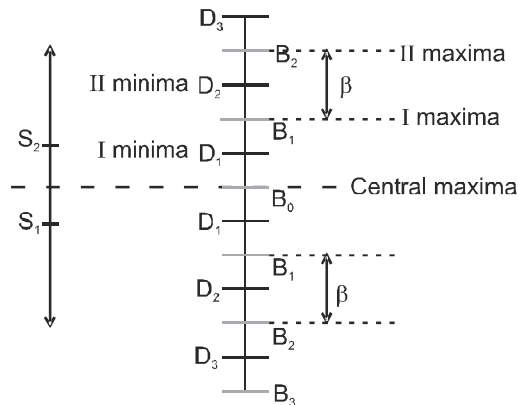 D₃
B₂
II maxima
II minima
D₂
β
B₁
I maxima
S₂
I minima
D₁
Central maxima
B₀
S₁
D₁
B₁
D₂
β
B₂
D₃
B₃